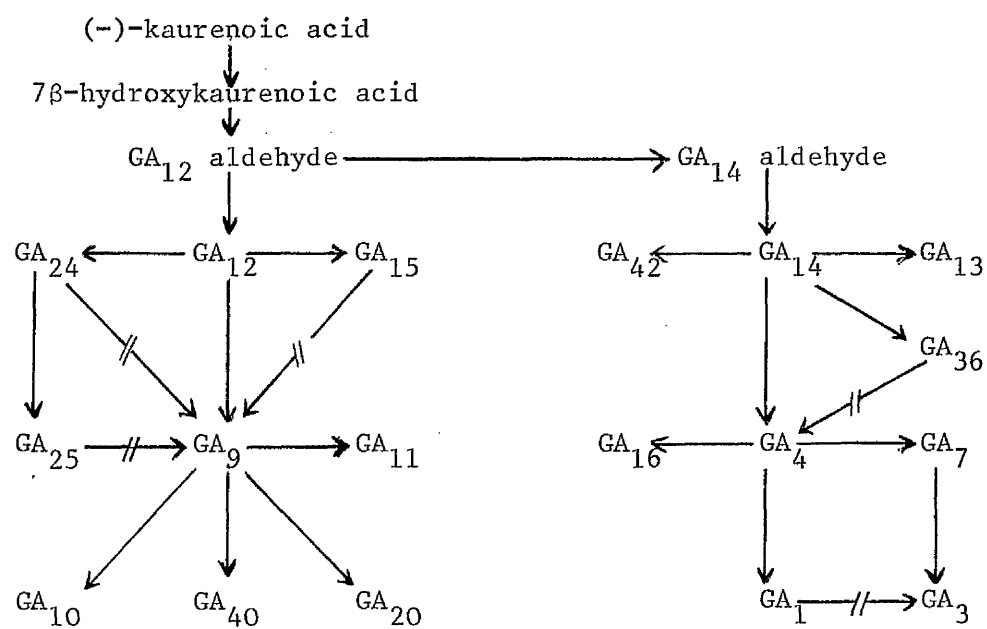 (-)-kaurenoic acid
7β-hydroxykaurenoic acid
GA12 aldehyde GA14 aldehyde
GA24 GA12 GA15 GA42 GA14 GA13
GA36
GA25 GA9 GA11 GA16 GA4 GA7
GA10 GA40 GA20 GA1 GA3